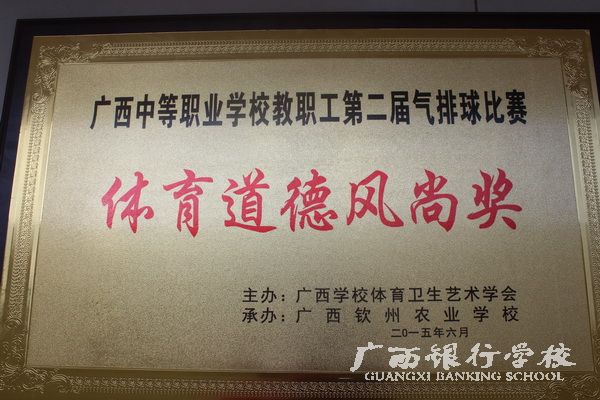 广西中等职业学校教职工第二届气排球比赛
体育道德风尚奖
主办：广西学校体育卫生艺术学会
承办：广西钦州农业学校
二0一五年六月
广西银行学校
GUANGXI BANKING SCHOOL